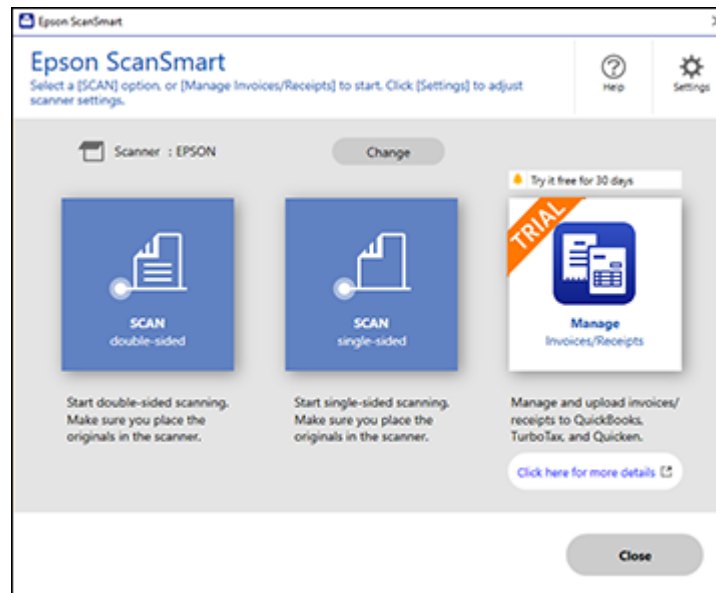 Epson ScanSmart
Epson ScanSmart
Select a [SCAN] option, or [Manage Invoices/Receipts] to start. Click [Settings] to adjust
scanner settings.
Help
Settings
Scanner : EPSON
Change
Try it free for 30 days
TRIAL
SCAN
double-sided
SCAN
single-sided
Manage
Invoices/Receipts
Start double-sided scanning.
Make sure you place the
originals in the scanner.
Start single-sided scanning.
Make sure you place the
originals in the scanner.
Manage and upload invoices/
receipts to QuickBooks,
TurboTax, and Quicken.
Click here for more details
Close